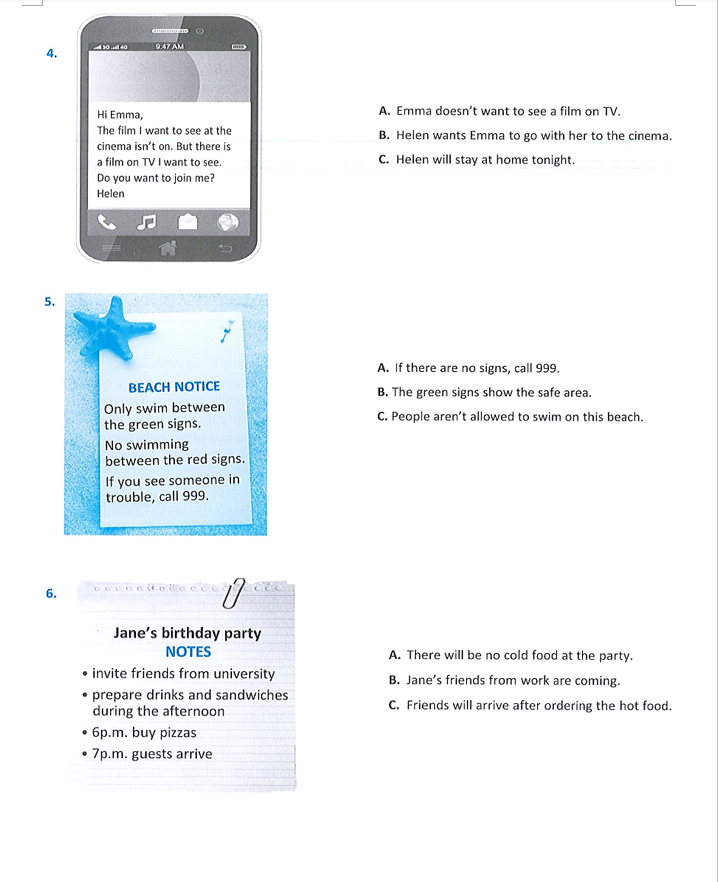 4.
3G 4G 9:47 AM
Hi Emma,
The film I want to see at the
cinema isn't on. But there is
a film on TV I want to see.
Do you want to join me?
Helen
A. Emma doesn't want to see a film on TV.
B. Helen wants Emma to go with her to the cinema.
C. Helen will stay at home tonight.
5.
BEACH NOTICE
Only swim between
the green signs.
No swimming
between the red signs.
If you see someone in
trouble, call 999.
A. If there are no signs, call 999.
B. The green signs show the safe area.
C. People aren't allowed to swim on this beach.
6.
Jane's birthday party
NOTES
• invite friends from university
• prepare drinks and sandwiches
during the afternoon
• 6p.m. buy pizzas
• 7p.m. guests arrive
A. There will be no cold food at the party.
B. Jane's friends from work are coming.
C. Friends will arrive after ordering the hot food.